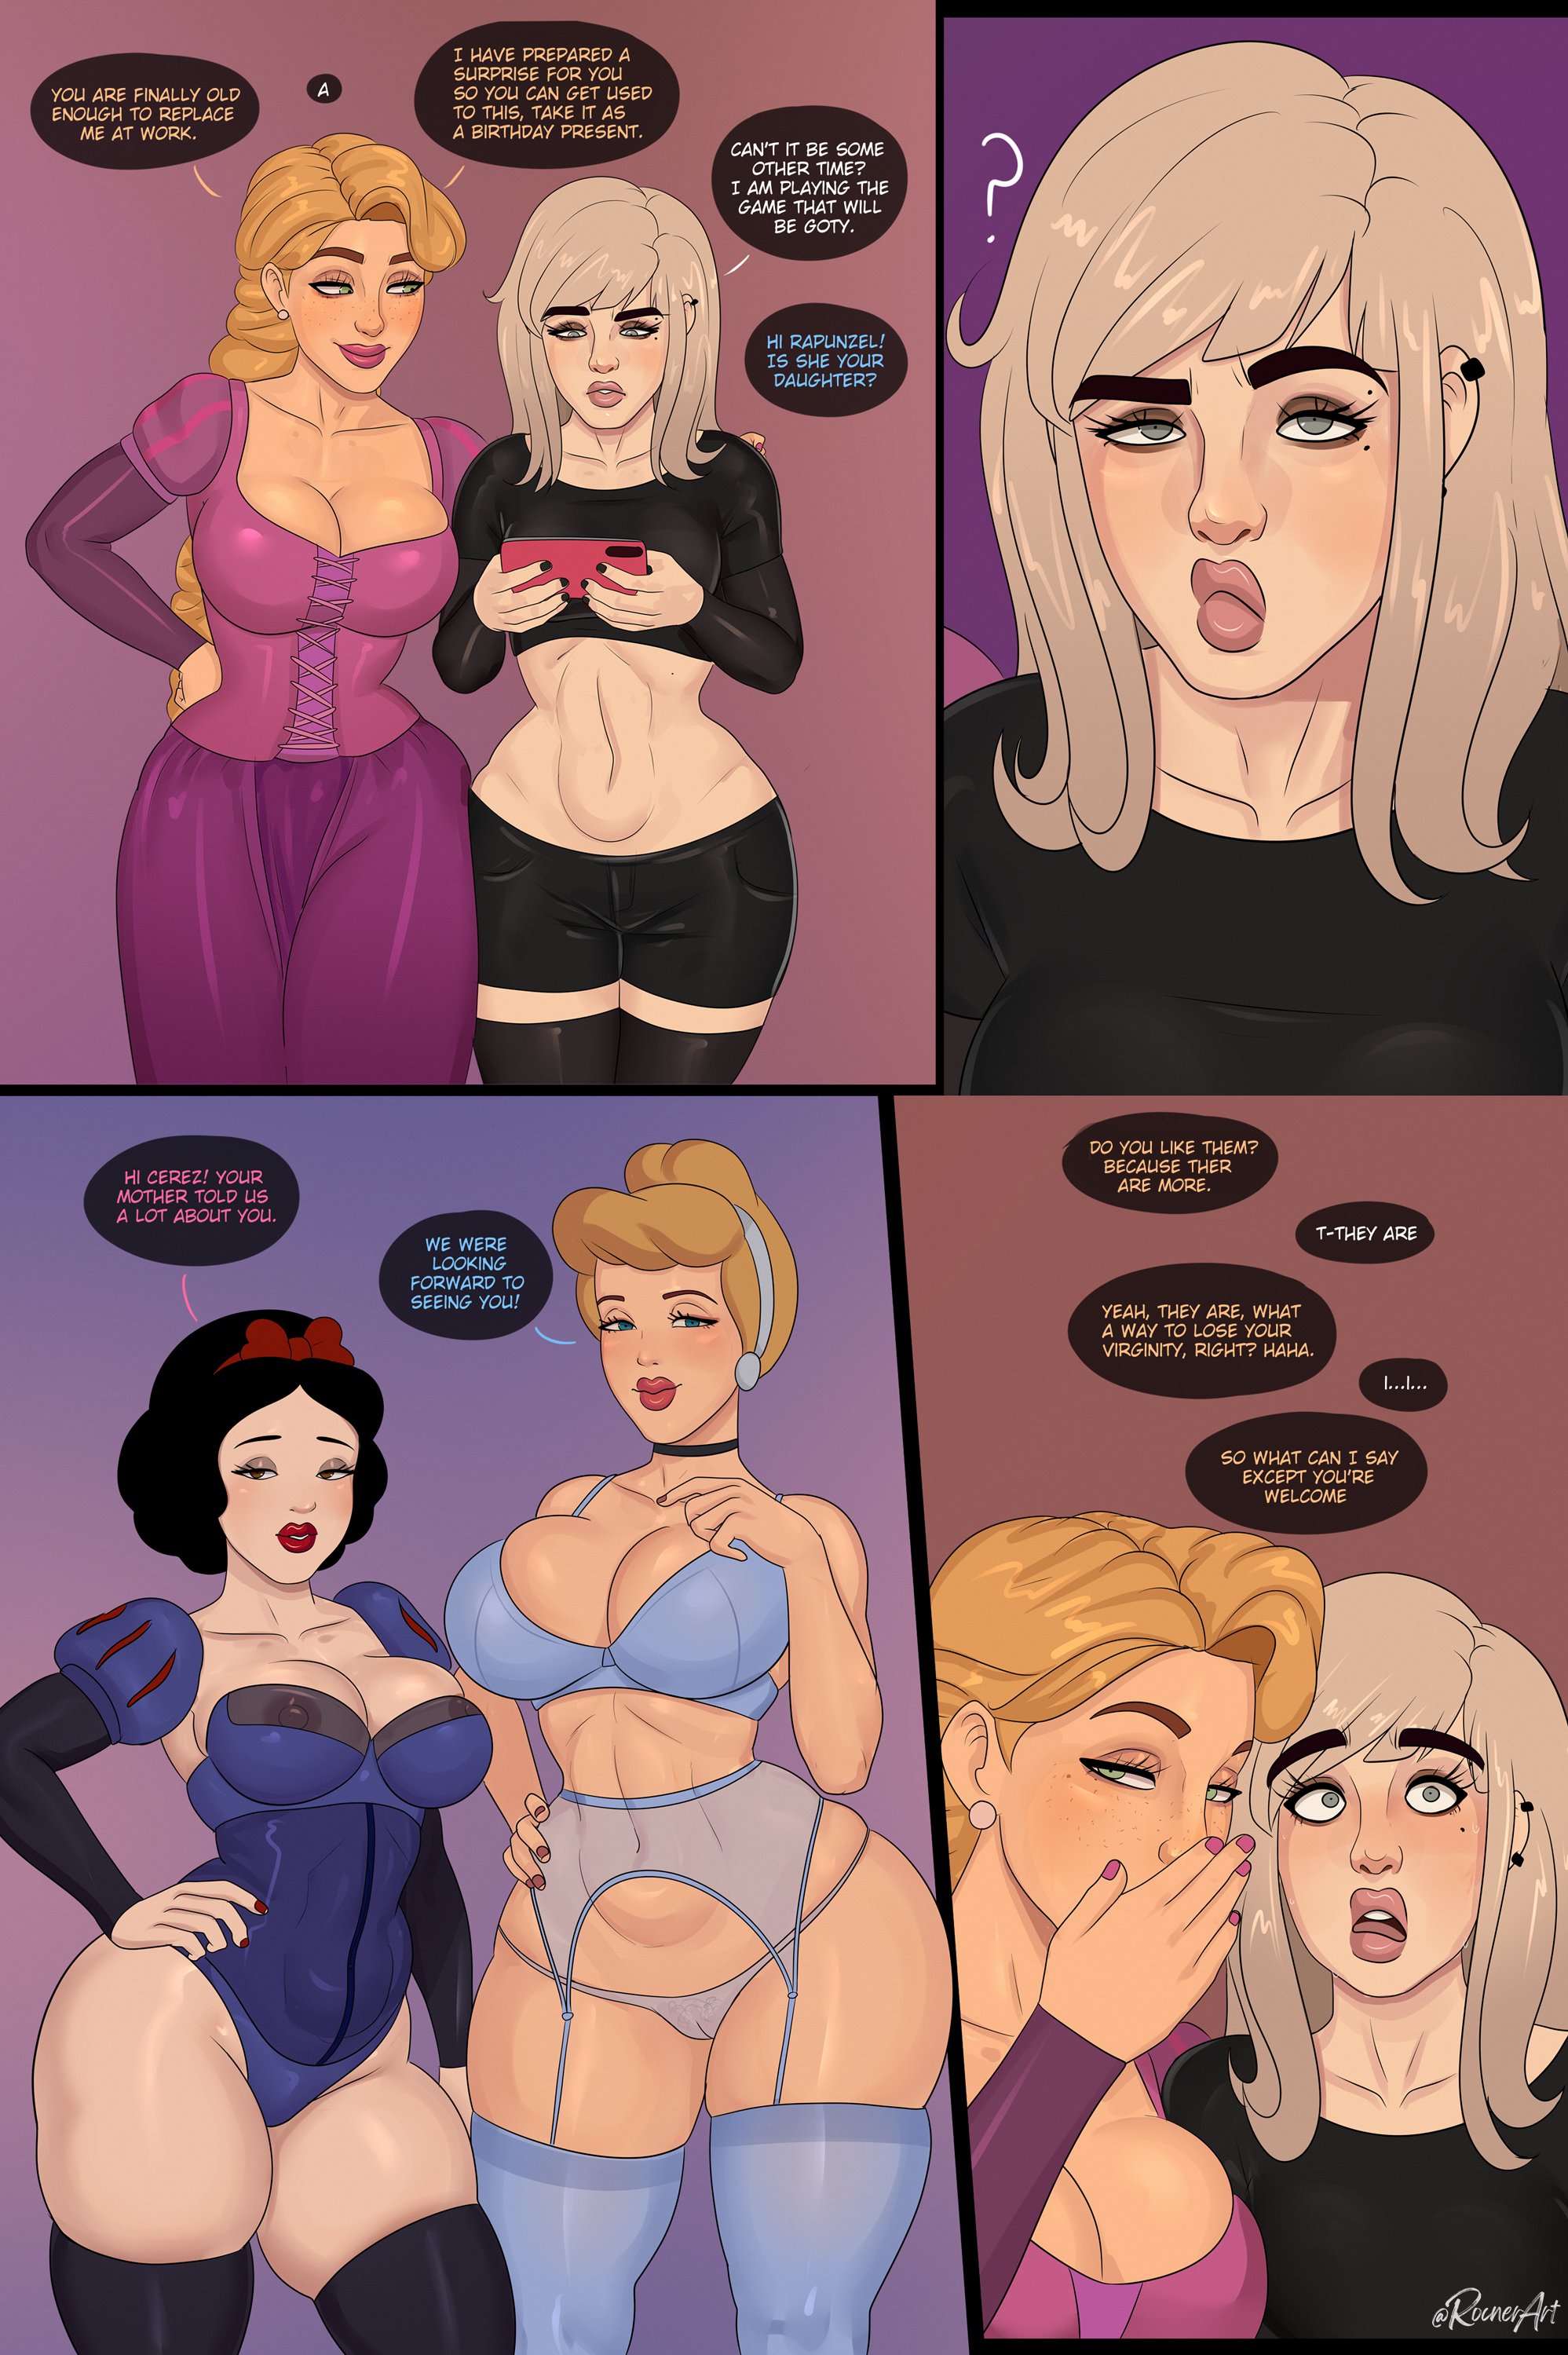 YOU ARE FINALLY OLD
ENOUGH TO REPLACE
ME AT WORK.
A
I HAVE PREPARED A
SURPRISE FOR YOU
SO YOU CAN GET USED
TO THIS, TAKE IT AS
A BIRTHDAY PRESENT.
CAN'T IT BE SOME
OTHER TIME?
I AM PLAYING THE
GAME THAT WILL
BE GOTY.
HI RAPUNZEL!
IS SHE YOUR
DAUGHTER?
?
HI CEREZ! YOUR
MOTHER TOLD US
A LOT ABOUT YOU.
WE WERE
LOOKING
FORWARD TO
SEEING YOU!
DO YOU LIKE THEM?
BECAUSE THER
ARE MORE.
T-THEY ARE
YEAH, THEY ARE, WHAT
A WAY TO LOSE YOUR
VIRGINITY, RIGHT? HAHA.
I...I...
SO WHAT CAN I SAY
EXCEPT YOU'RE
WELCOME
@RocnerArt